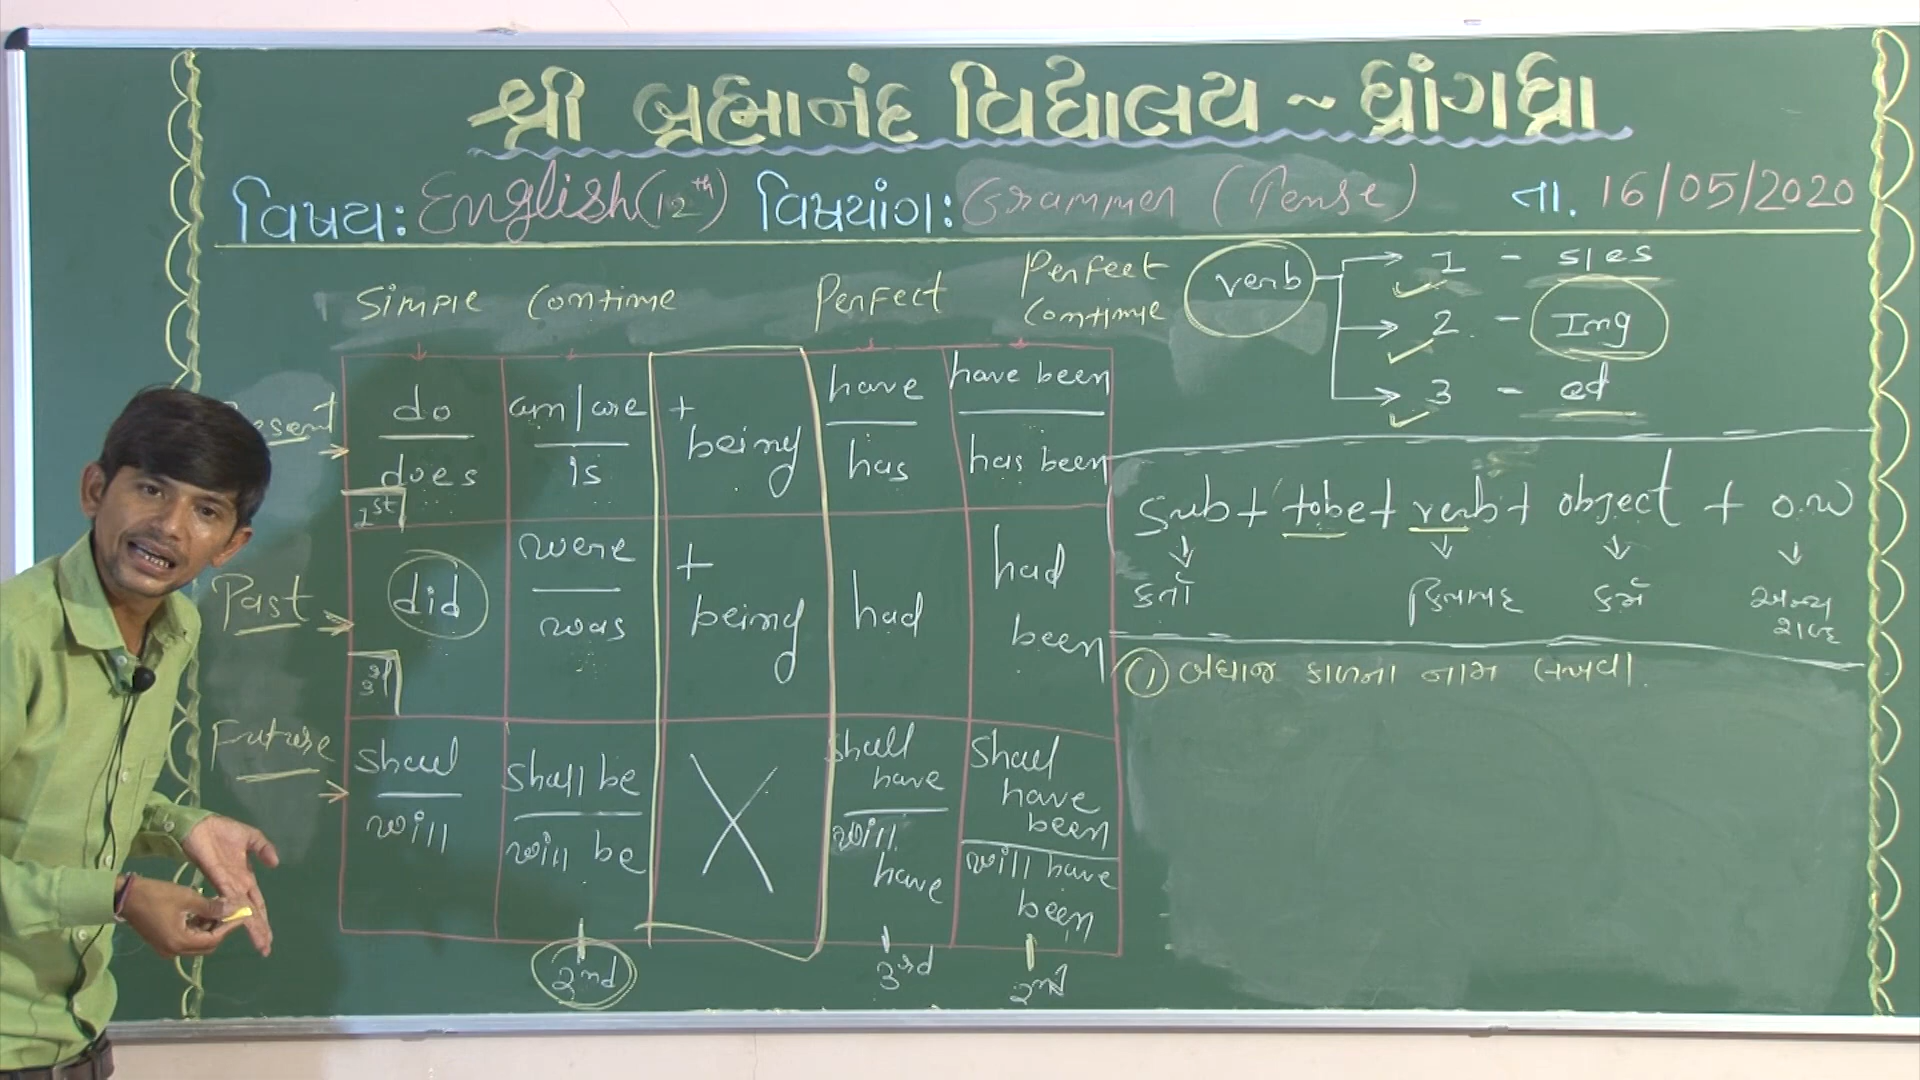 શ્રી બ્રહ્માનંદ વિદ્યાલય ~ ધ્રાંગધ્રા
વિષય: English (12th) વિષયાંગ: Grammer (Tense) તા. 16/05/2020
Simple Continue Perfect Perfect Continue
Present do / does am/are / is + being have / has have been / has been
1st
Past did were / was + being had had been
Future shall / will shall be / will be X shall have / will have shall have been / will have been
2nd 3rd 2nd
verb
1 - s/es
2 - Ing
3 - ed
Sub + tobe + verb + object + o.w
કર્તા ક્રિયાપદ કર્મ અન્ય શબ્દ
(1) બધાજ કાળના નામ લખવા.